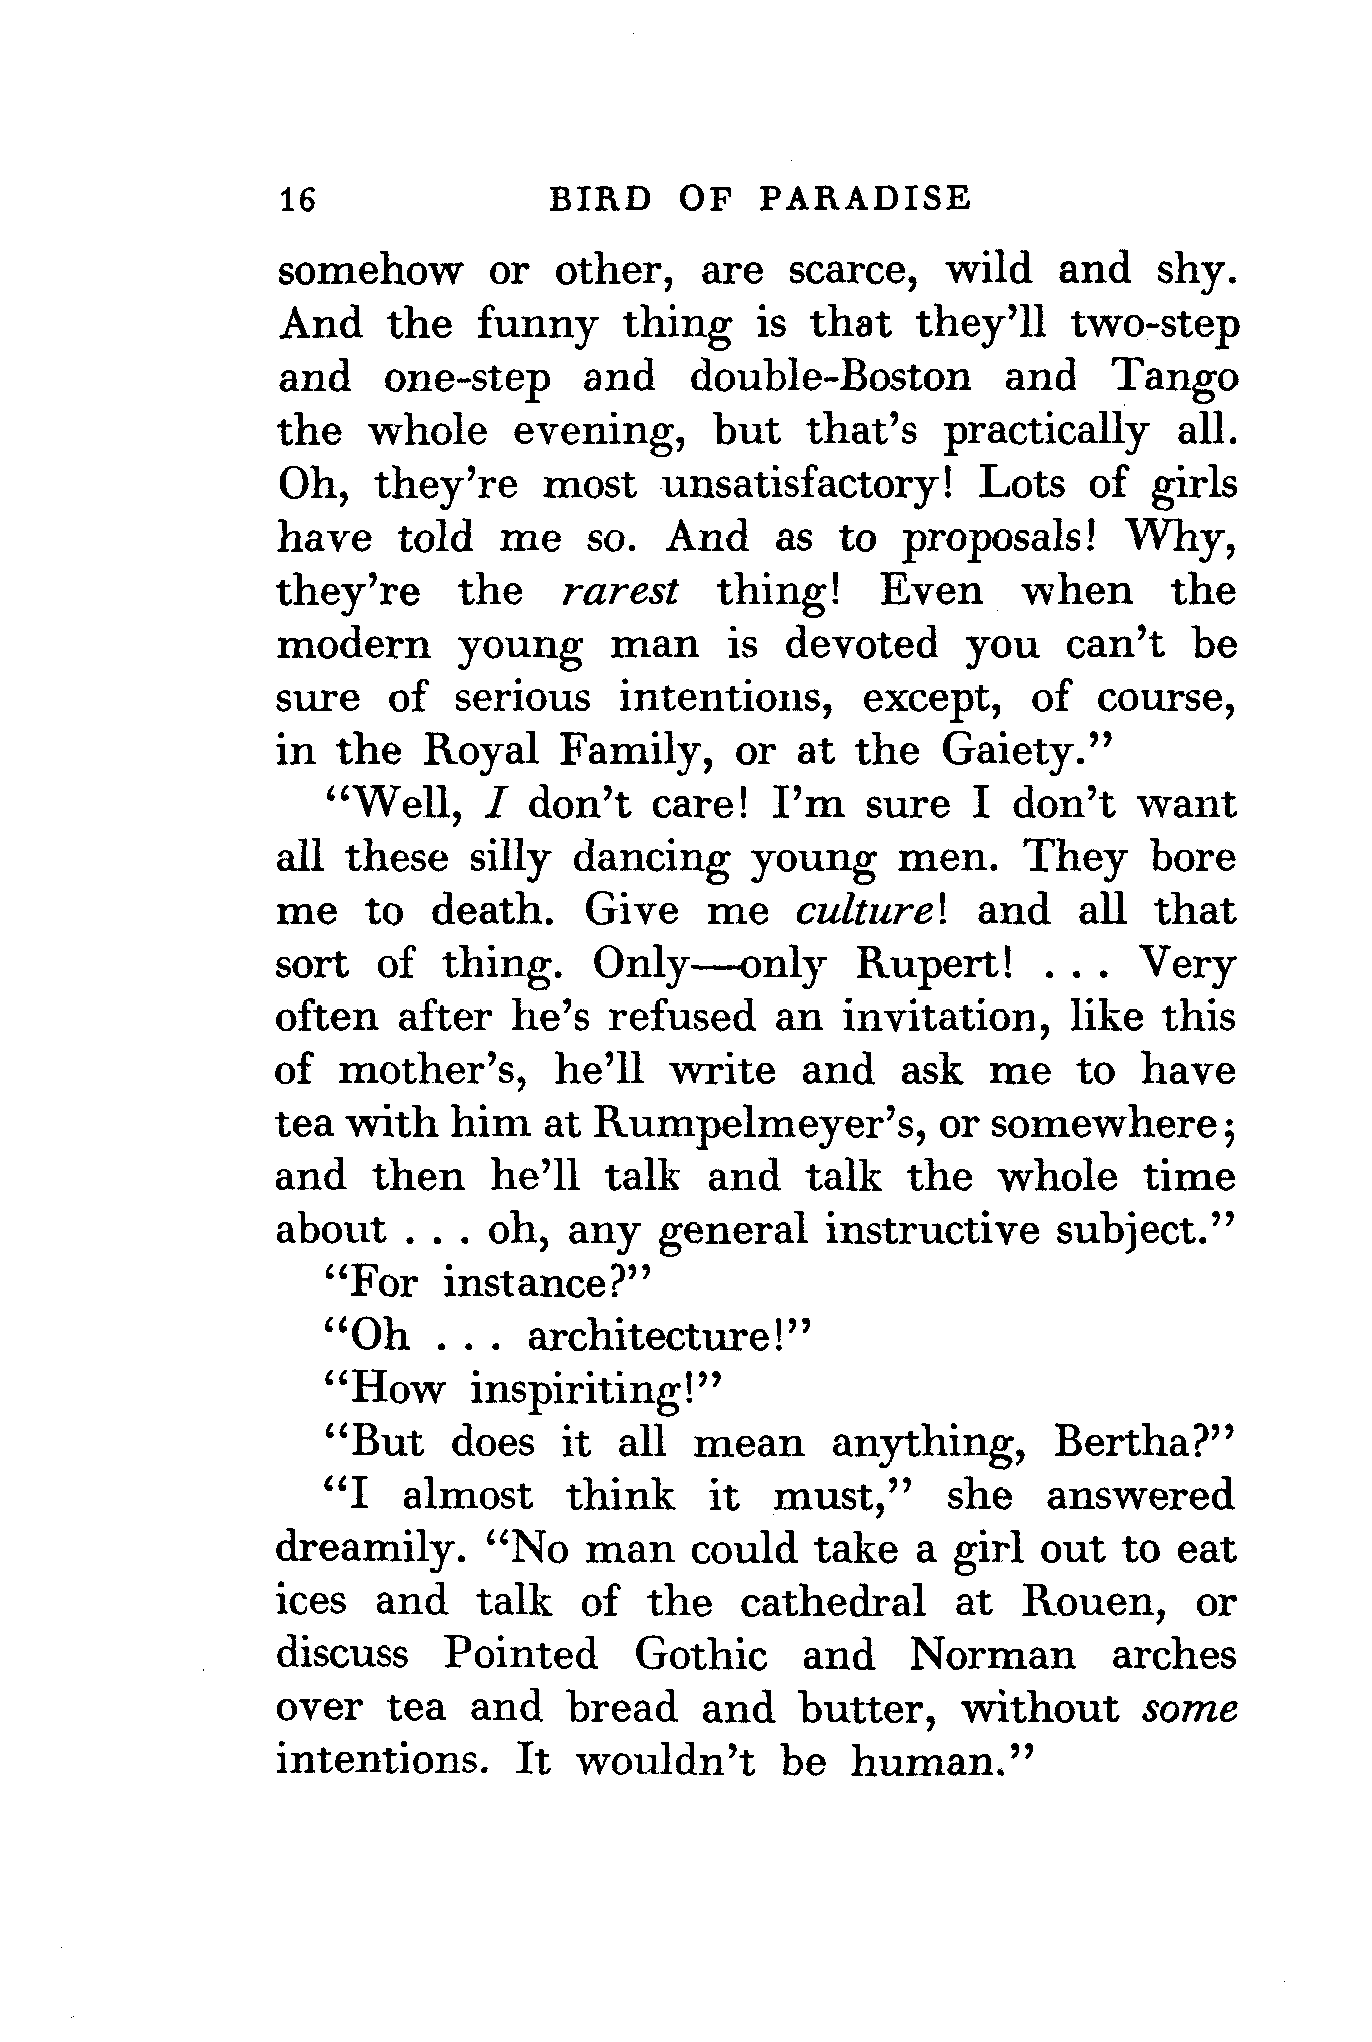 16 BIRD OF PARADISE
somehow or other, are scarce, wild and shy.
And the funny thing is that they'll two-step
and one-step and double-Boston and Tango
the whole evening, but that's practically all.
Oh, they're most unsatisfactory! Lots of girls
have told me so. And as to proposals! Why,
they're the rarest thing! Even when the
modern young man is devoted you can't be
sure of serious intentions, except, of course,
in the Royal Family, or at the Gaiety."
"Well, I don't care! I'm sure I don't want
all these silly dancing young men. They bore
me to death. Give me culture! and all that
sort of thing. Only—only Rupert! . . . Very
often after he's refused an invitation, like this
of mother's, he'll write and ask me to have
tea with him at Rumpelmeyer's, or somewhere;
and then he'll talk and talk the whole time
about . . . oh, any general instructive subject."
"For instance?"
"Oh . . . architecture!"
"How inspiriting!"
"But does it all mean anything, Bertha?"
"I almost think it must," she answered
dreamily. "No man could take a girl out to eat
ices and talk of the cathedral at Rouen, or
discuss Pointed Gothic and Norman arches
over tea and bread and butter, without some
intentions. It wouldn't be human."